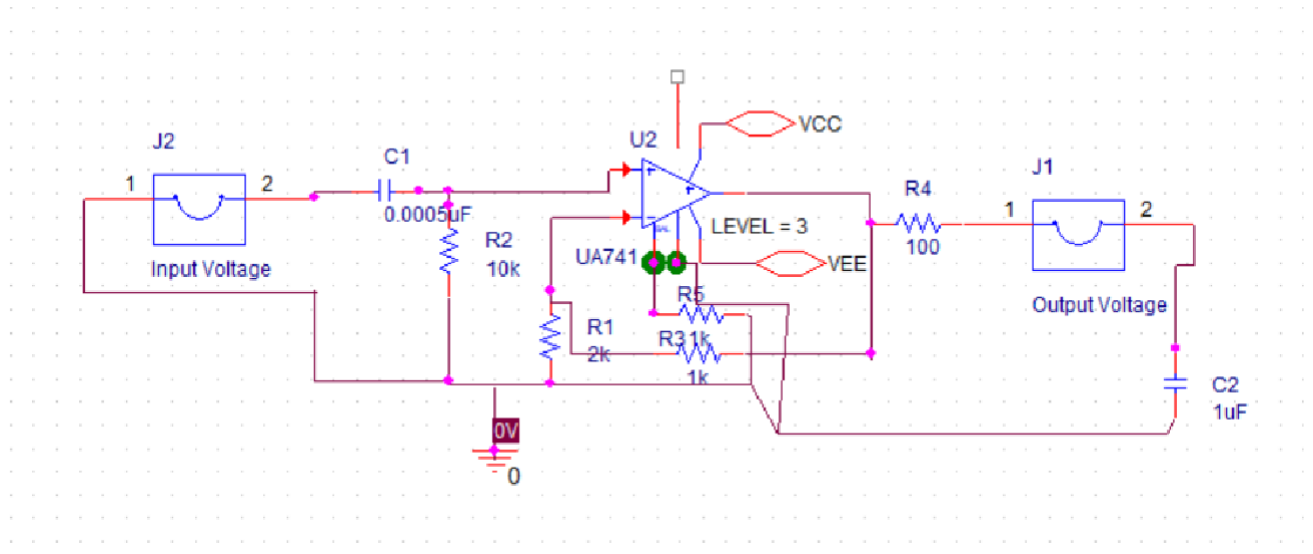 J2
1
2
Input Voltage
C1
0.0005uF
R2
10k
U2
VCC
LEVEL = 3
UA741
VEE
R5
1k
R1
2k
R3
1k
R4
100
J1
1
2
Output Voltage
C2
1uF
0V
0